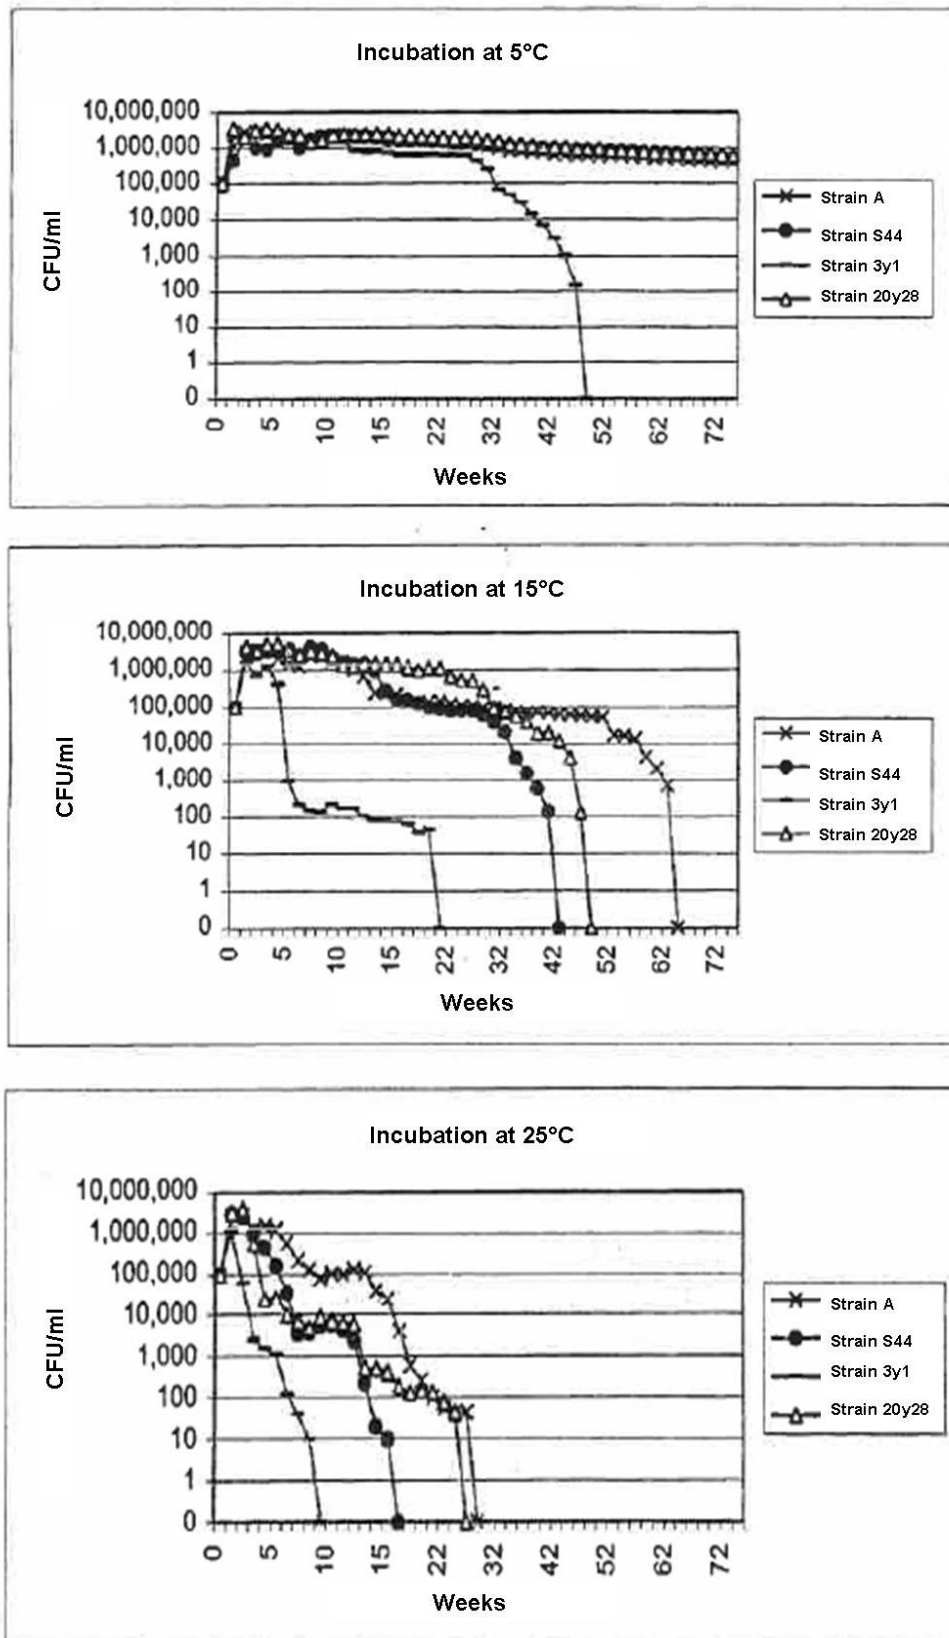 Incubation at 5°C
10,000,000
1,000,000
100,000
10,000
1,000
100
10
1
0
CFU/ml
0 5 10 15 22 32 42 52 62 72
Weeks
Strain A
Strain S44
Strain 3y1
Strain 20y28
Incubation at 15°C
10,000,000
1,000,000
100,000
10,000
1,000
100
10
1
0
CFU/ml
0 5 10 15 22 32 42 52 62 72
Weeks
Strain A
Strain S44
Strain 3y1
Strain 20y28
Incubation at 25°C
10,000,000
1,000,000
100,000
10,000
1,000
100
10
1
0
CFU/ml
0 5 10 15 22 32 42 52 62 72
Weeks
Strain A
Strain S44
Strain 3y1
Strain 20y28